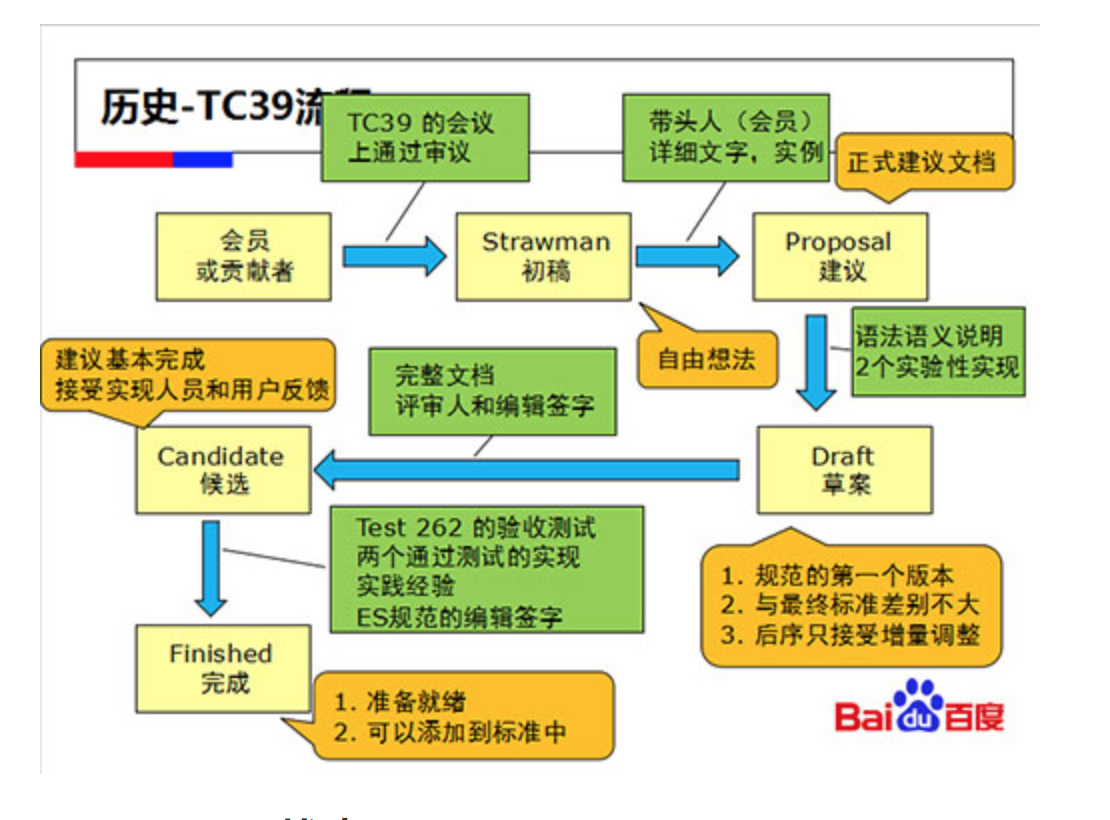 历史-TC39流程
TC39 的会议
上通过审议
带头人（会员）
详细文字，实例
正式建议文档
会员
或贡献者
Strawman
初稿
Proposal
建议
自由想法
语法语义说明
2个实验性实现
建议基本完成
接受实现人员和用户反馈
完整文档
评审人和编辑签字
Candidate
候选
Draft
草案
Test 262 的验收测试
两个通过测试的实现
实践经验
ES规范的编辑签字
1. 规范的第一个版本
2. 与最终标准差别不大
3. 后序只接受增量调整
Finished
完成
1. 准备就绪
2. 可以添加到标准中
Bai du 百度